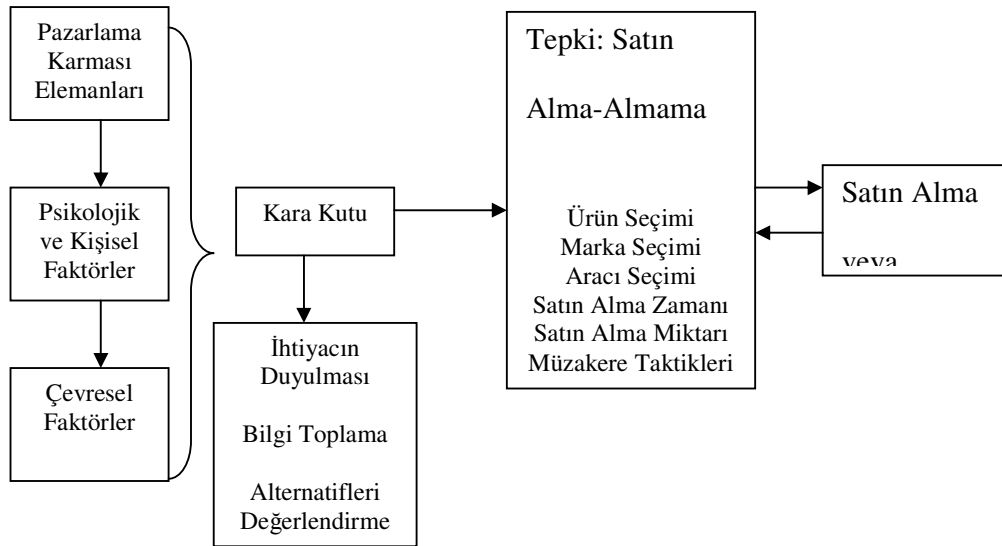 Pazarlama
Karması
Elemanları
Psikolojik
ve Kişisel
Faktörler
Çevresel
Faktörler
Kara Kutu
İhtiyacın
Duyulması
Bilgi Toplama
Alternatifleri
Değerlendirme
Tepki: Satın
Alma-Almama
Ürün Seçimi
Marka Seçimi
Aracı Seçimi
Satın Alma Zamanı
Satın Alma Miktarı
Müzakere Taktikleri
Satın Alma
veya